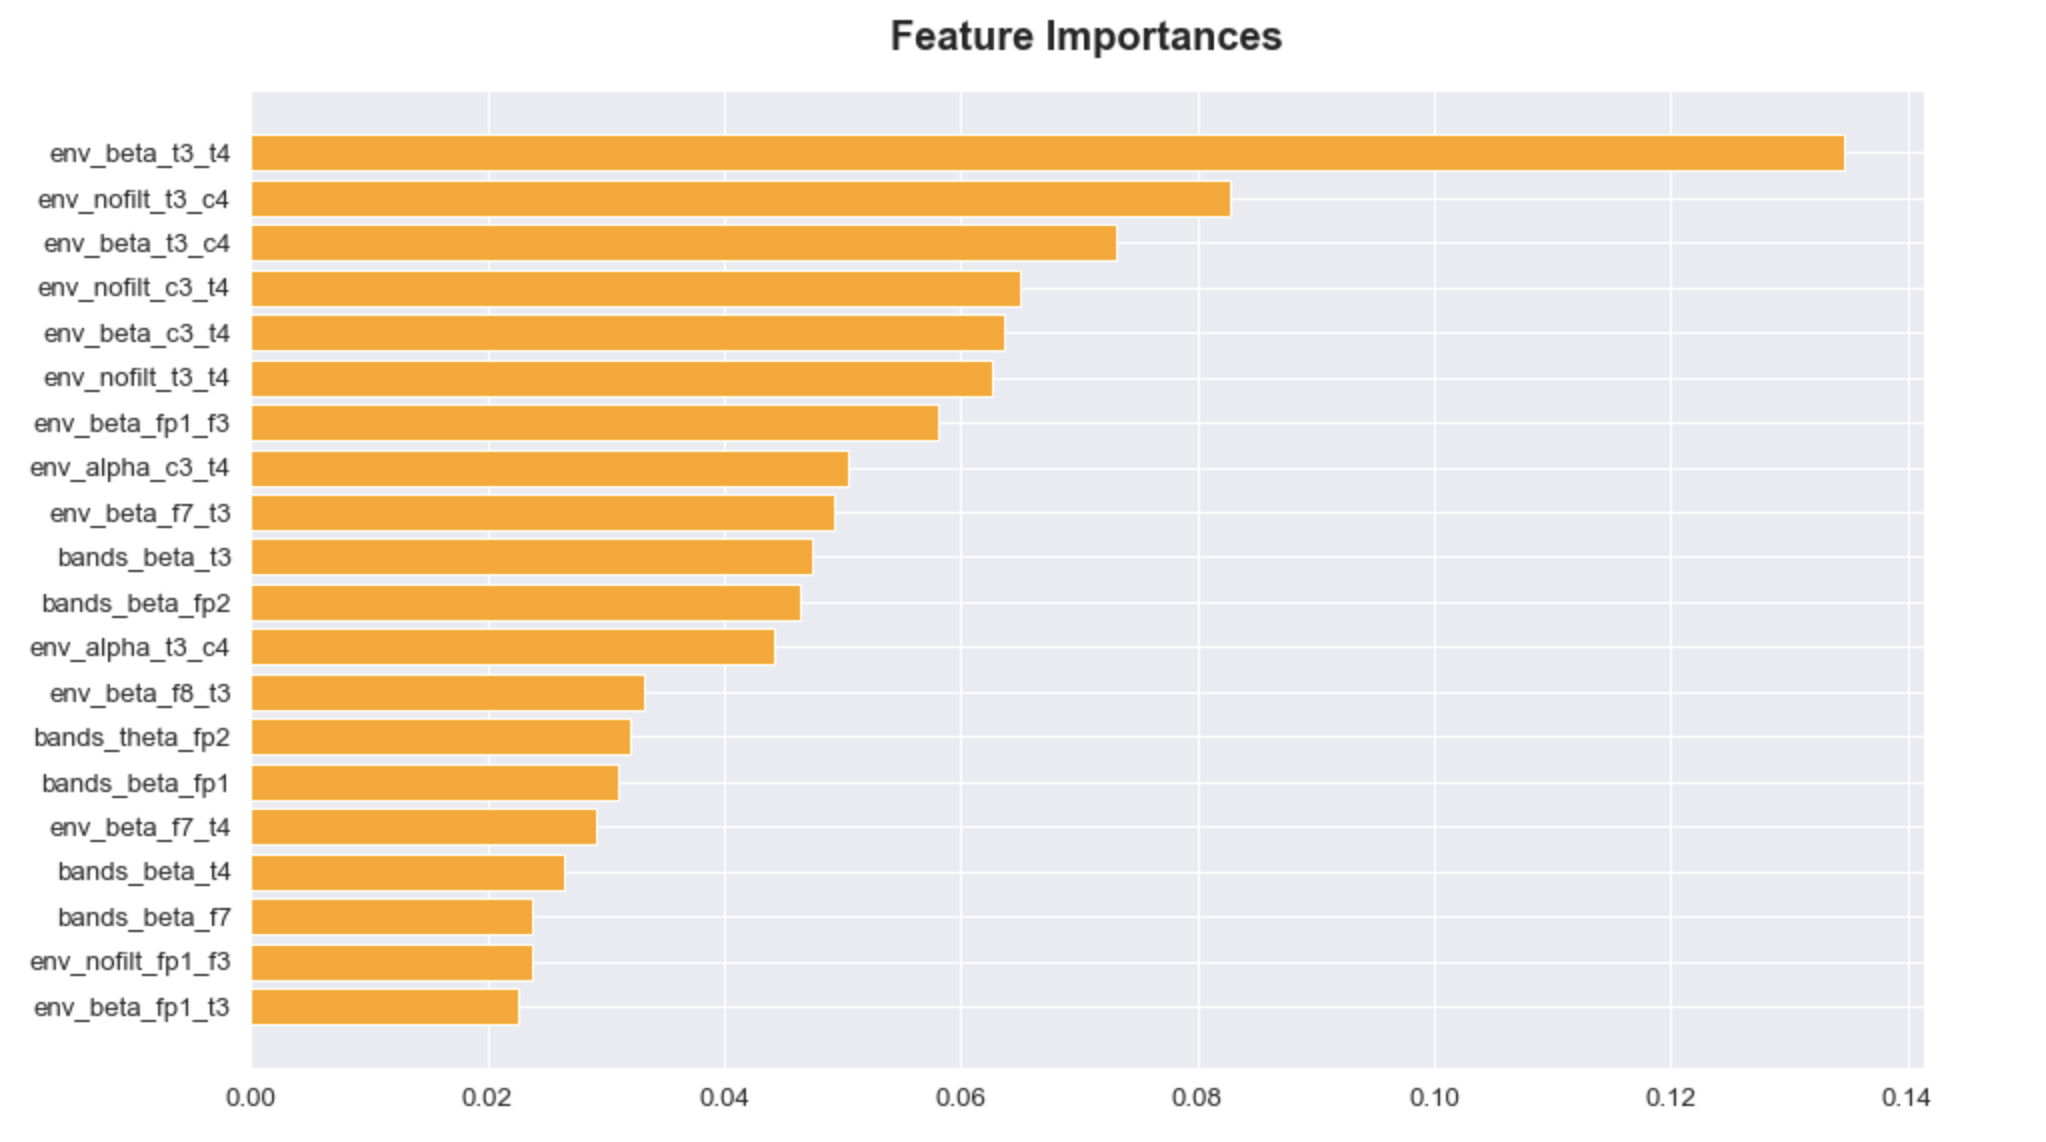 Feature Importances
env_beta_t3_t4
env_nofilt_t3_c4
env_beta_t3_c4
env_nofilt_c3_t4
env_beta_c3_t4
env_nofilt_t3_t4
env_beta_fp1_f3
env_alpha_c3_t4
env_beta_f7_t3
bands_beta_t3
bands_beta_fp2
env_alpha_t3_c4
env_beta_f8_t3
bands_theta_fp2
bands_beta_fp1
env_beta_f7_t4
bands_beta_t4
bands_beta_f7
env_nofilt_fp1_f3
env_beta_fp1_t3
0.00 0.02 0.04 0.06 0.08 0.10 0.12 0.14